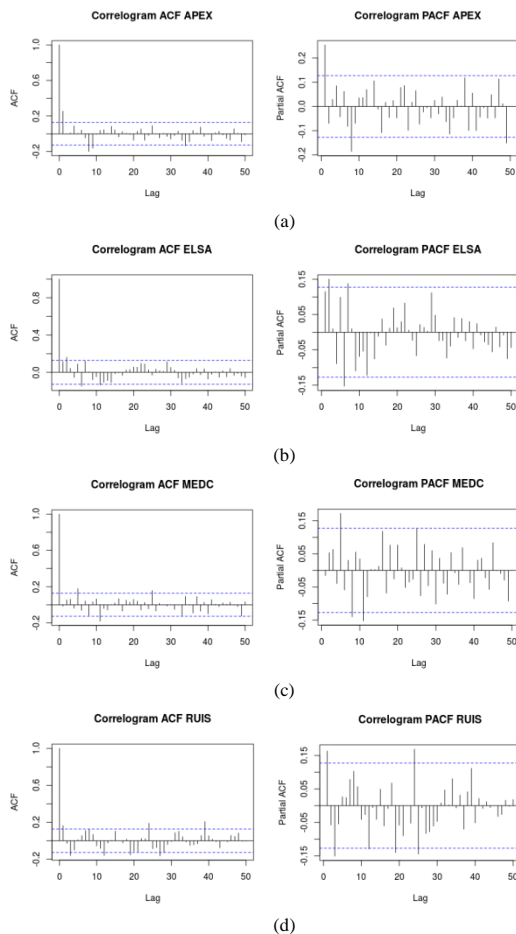 Correlogram ACF APEX
Correlogram PACF APEX
ACF
-0.2 0.2 0.6 1.0
0 10 20 30 40 50
Lag
Partial ACF
-0.2 -0.1 0.0 0.1 0.2
0 10 20 30 40 50
Lag
(a)
Correlogram ACF ELSA
Correlogram PACF ELSA
ACF
0.0 0.4 0.8
0 10 20 30 40 50
Lag
Partial ACF
-0.15 -0.05 0.05 0.15
0 10 20 30 40 50
Lag
(b)
Correlogram ACF MEDC
Correlogram PACF MEDC
ACF
-0.2 0.2 0.6 1.0
0 10 20 30 40 50
Lag
Partial ACF
-0.15 -0.05 0.05 0.15
0 10 20 30 40 50
Lag
(c)
Correlogram ACF RUIS
Correlogram PACF RUIS
ACF
-0.2 0.2 0.6 1.0
0 10 20 30 40 50
Lag
Partial ACF
-0.15 -0.05 0.05 0.15
0 10 20 30 40 50
Lag
(d)